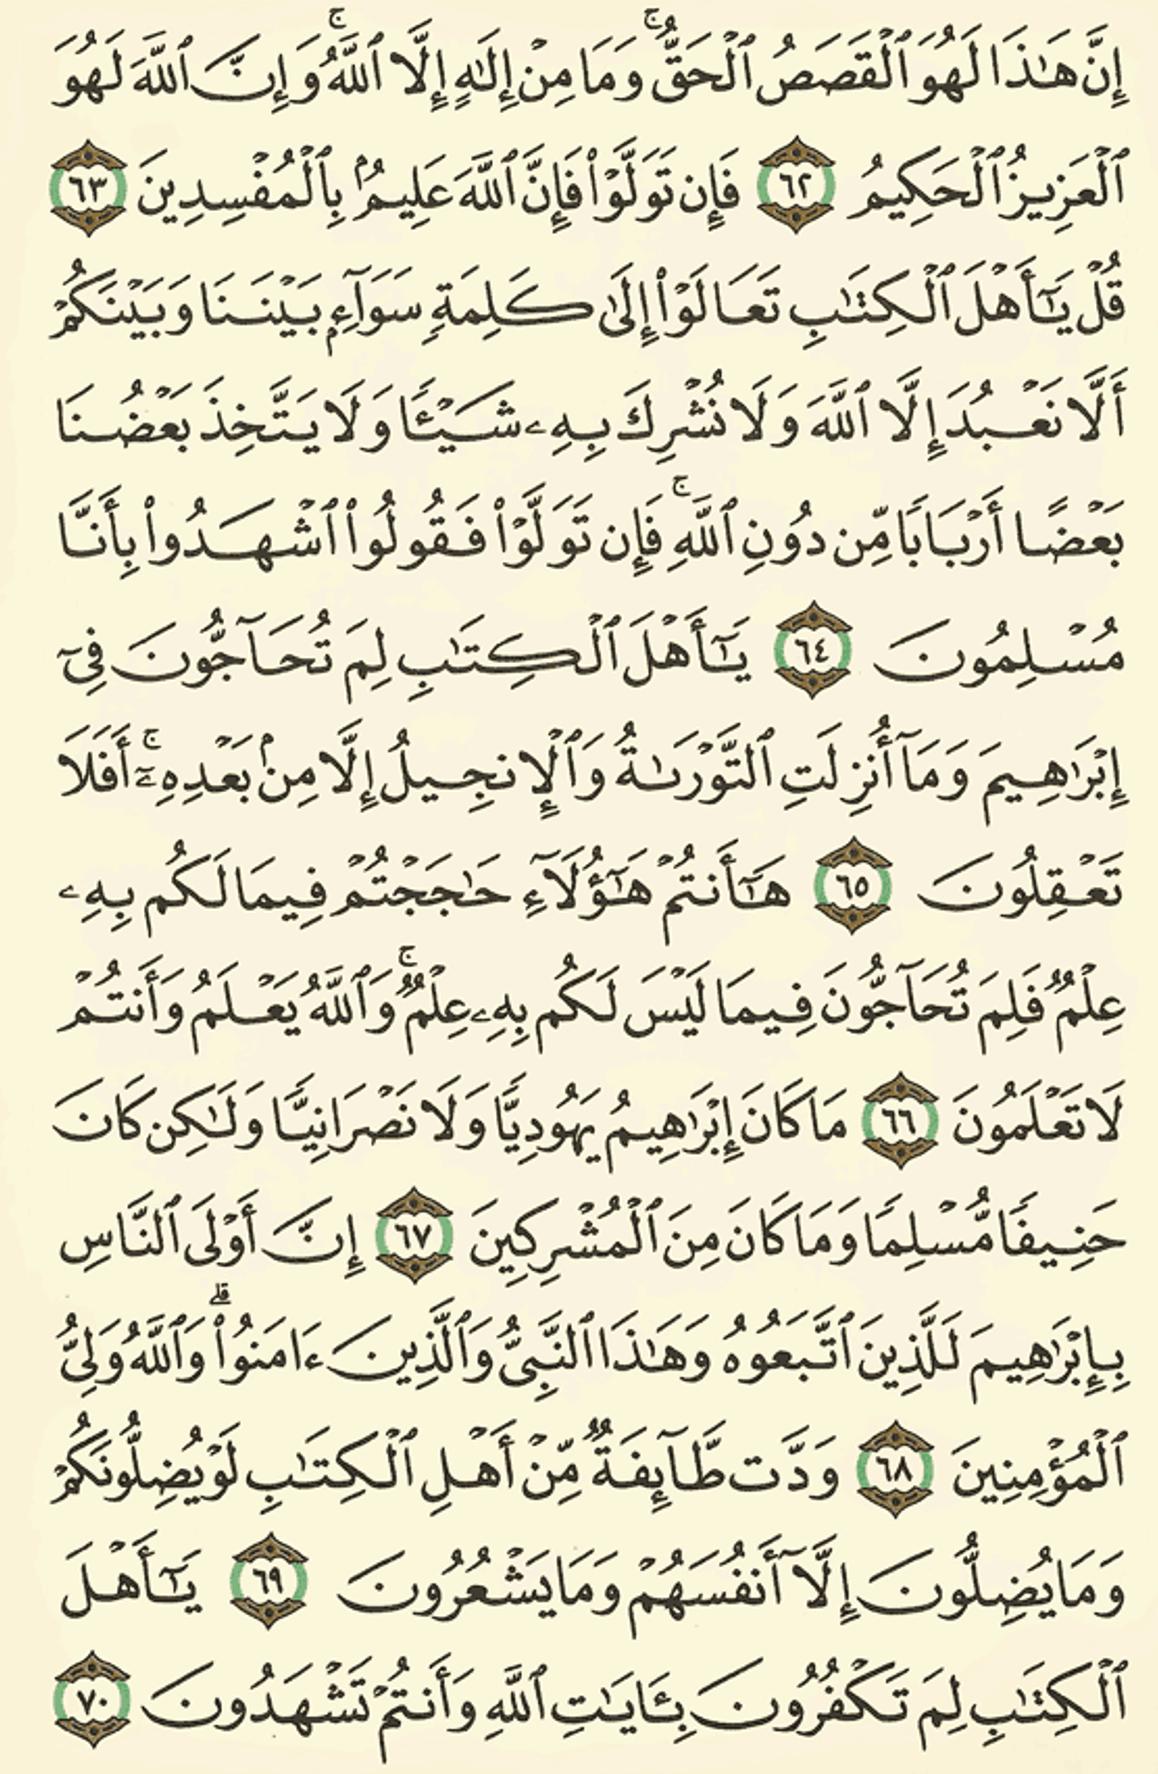 إِنَّ هَٰذَا لَهُوَ ٱلْقَصَصُ ٱلْحَقُّ ۚ وَمَا مِنْ إِلَٰهٍ إِلَّا ٱللَّهُ ۚ وَإِنَّ ٱللَّهَ لَهُوَ
ٱلْعَزِيزُ ٱلْحَكِيمُ ٦٢ فَإِن تَوَلَّوْا۟ فَإِنَّ ٱللَّهَ عَلِيمٌۢ بِٱلْمُفْسِدِينَ ٦٣
قُلْ يَٰٓأَهْلَ ٱلْكِتَٰبِ تَعَالَوْا۟ إِلَىٰ كَلِمَةٍ سَوَآءٍۭ بَيْنَنَا وَبَيْنَكُمْ
أَلَّا نَعْبُدَ إِلَّا ٱللَّهَ وَلَا نُشْرِكَ بِهِۦ شَيْـًٔا وَلَا يَتَّخِذَ بَعْضُنَا
بَعْضًا أَرْبَابًا مِّن دُونِ ٱللَّهِ ۚ فَإِن تَوَلَّوْا۟ فَقُولُوا۟ ٱشْهَدُوا۟ بِأَنَّا
مُسْلِمُونَ ٦٤ يَٰٓأَهْلَ ٱلْكِتَٰبِ لِمَ تُحَآجُّونَ فِىٓ
إِبْرَٰهِيمَ وَمَآ أُنزِلَتِ ٱلتَّوْرَىٰةُ وَٱلْإِنجِيلُ إِلَّا مِنۢ بَعْدِهِۦٓ ۚ أَفَلَا
تَعْقِلُونَ ٦٥ هَٰٓأَنتُمْ هَٰٓؤُلَآءِ حَٰجَجْتُمْ فِيمَا لَكُم بِهِۦ
عِلْمٌ فَلِمَ تُحَآجُّونَ فِيمَا لَيْسَ لَكُم بِهِۦ عِلْمٌ ۚ وَٱللَّهُ يَعْلَمُ وَأَنتُمْ
لَا تَعْلَمُونَ ٦٦ مَا كَانَ إِبْرَٰهِيمُ يَهُودِيًّا وَلَا نَصْرَانِيًّا وَلَٰكِن كَانَ
حَنِيفًا مُّسْلِمًا وَمَا كَانَ مِنَ ٱلْمُشْرِكِينَ ٦٧ إِنَّ أَوْلَى ٱلنَّاسِ
بِإِبْرَٰهِيمَ لَلَّذِينَ ٱتَّبَعُوهُ وَهَٰذَا ٱلنَّبِىُّ وَٱلَّذِينَ ءَامَنُوا۟ ۗ وَٱللَّهُ وَلِىُّ
ٱلْمُؤْمِنِينَ ٦٨ وَدَّت طَّآئِفَةٌ مِّنْ أَهْلِ ٱلْكِتَٰبِ لَوْ يُضِلُّونَكُمْ
وَمَا يُضِلُّونَ إِلَّآ أَنفُسَهُمْ وَمَا يَشْعُرُونَ ٦٩ يَٰٓأَهْلَ
ٱلْكِتَٰبِ لِمَ تَكْفُرُونَ بِـَٔايَٰتِ ٱللَّهِ وَأَنتُمْ تَشْهَدُونَ ٧٠